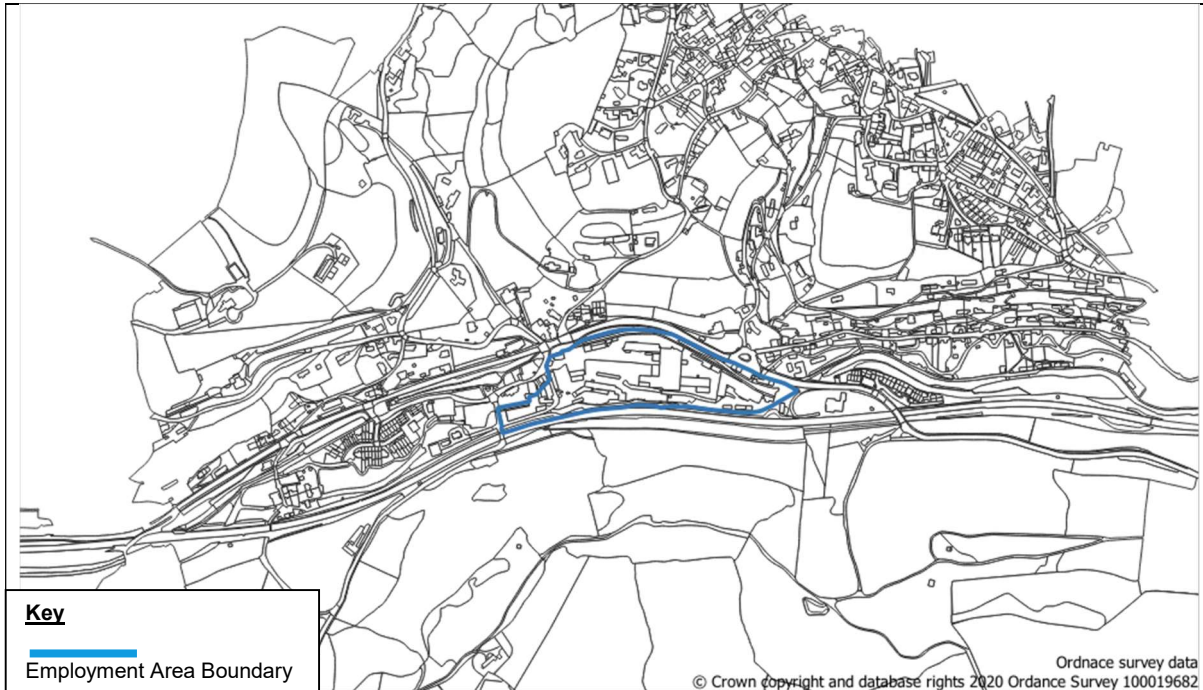 Key
Employment Area Boundary
Ordnace survey data
© Crown copyright and database rights 2020 Ordance Survey 100019682